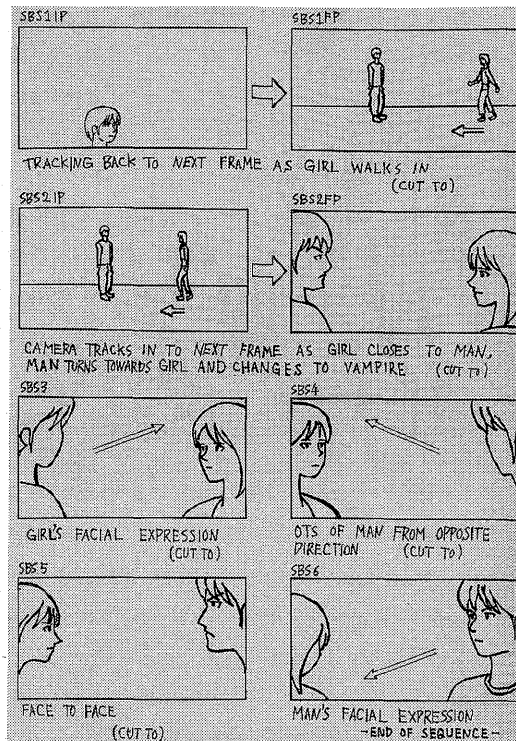 SBS1IP
SBS1FP
TRACKING BACK TO NEXT FRAME AS GIRL WALKS IN
(CUT TO)
SBS2IP
SBS2FP
CAMERA TRACKS IN TO NEXT FRAME AS GIRL CLOSES TO MAN,
MAN TURNS TOWARDS GIRL AND CHANGES TO VAMPIRE (CUT TO)
SBS3
SBS4
GIRL'S FACIAL EXPRESSION
(CUT TO)
OTS OF MAN FROM OPPOSITE
DIRECTION (CUT TO)
SBS5
SBS6
FACE TO FACE
(CUT TO)
MAN'S FACIAL EXPRESSION
-END OF SEQUENCE-